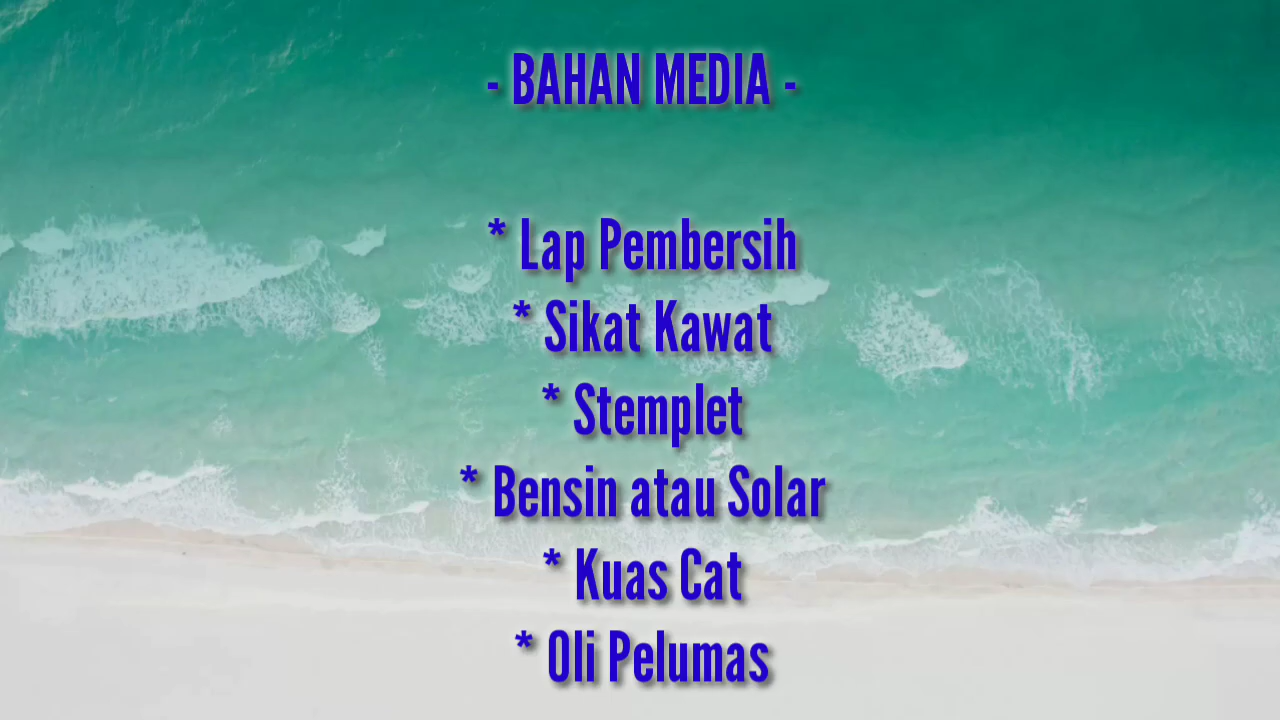 - BAHAN MEDIA -
* Lap Pembersih
* Sikat Kawat
* Stemplet
* Bensin atau Solar
* Kuas Cat
* Oli Pelumas